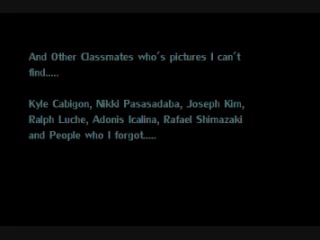 And Other Classmates who's pictures I can't
find.....
Kyle Cabigon, Nikki Pasasadaba, Joseph Kim,
Ralph Luche, Adonis Icalina, Rafael Shimazaki
and People who I forgot.....